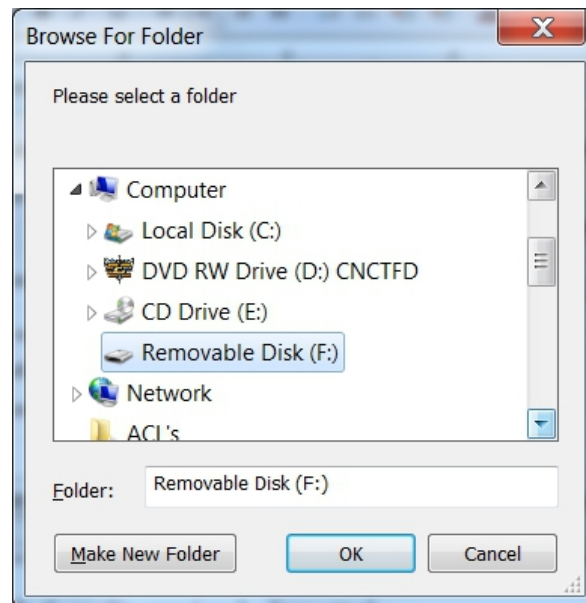 Browse For Folder
X
Please select a folder
Computer
Local Disk (C:)
DVD RW Drive (D:) CNCTFD
CD Drive (E:)
Removable Disk (F:)
Network
ACL's
Folder: Removable Disk (F:)
Make New Folder OK Cancel